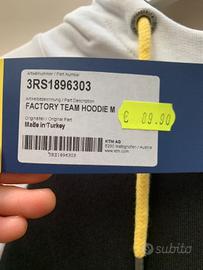 Artikelnummer / Part Number
3RS1896303
Artikelbezeichnung / Part Description
FACTORY TEAM HOODIE M
Originalteil / Original Part
Made in Turkey
KTM AG
5230 Mattighofen / Austria
www.ktm.com
3RS1896303
€ 89.90
subito